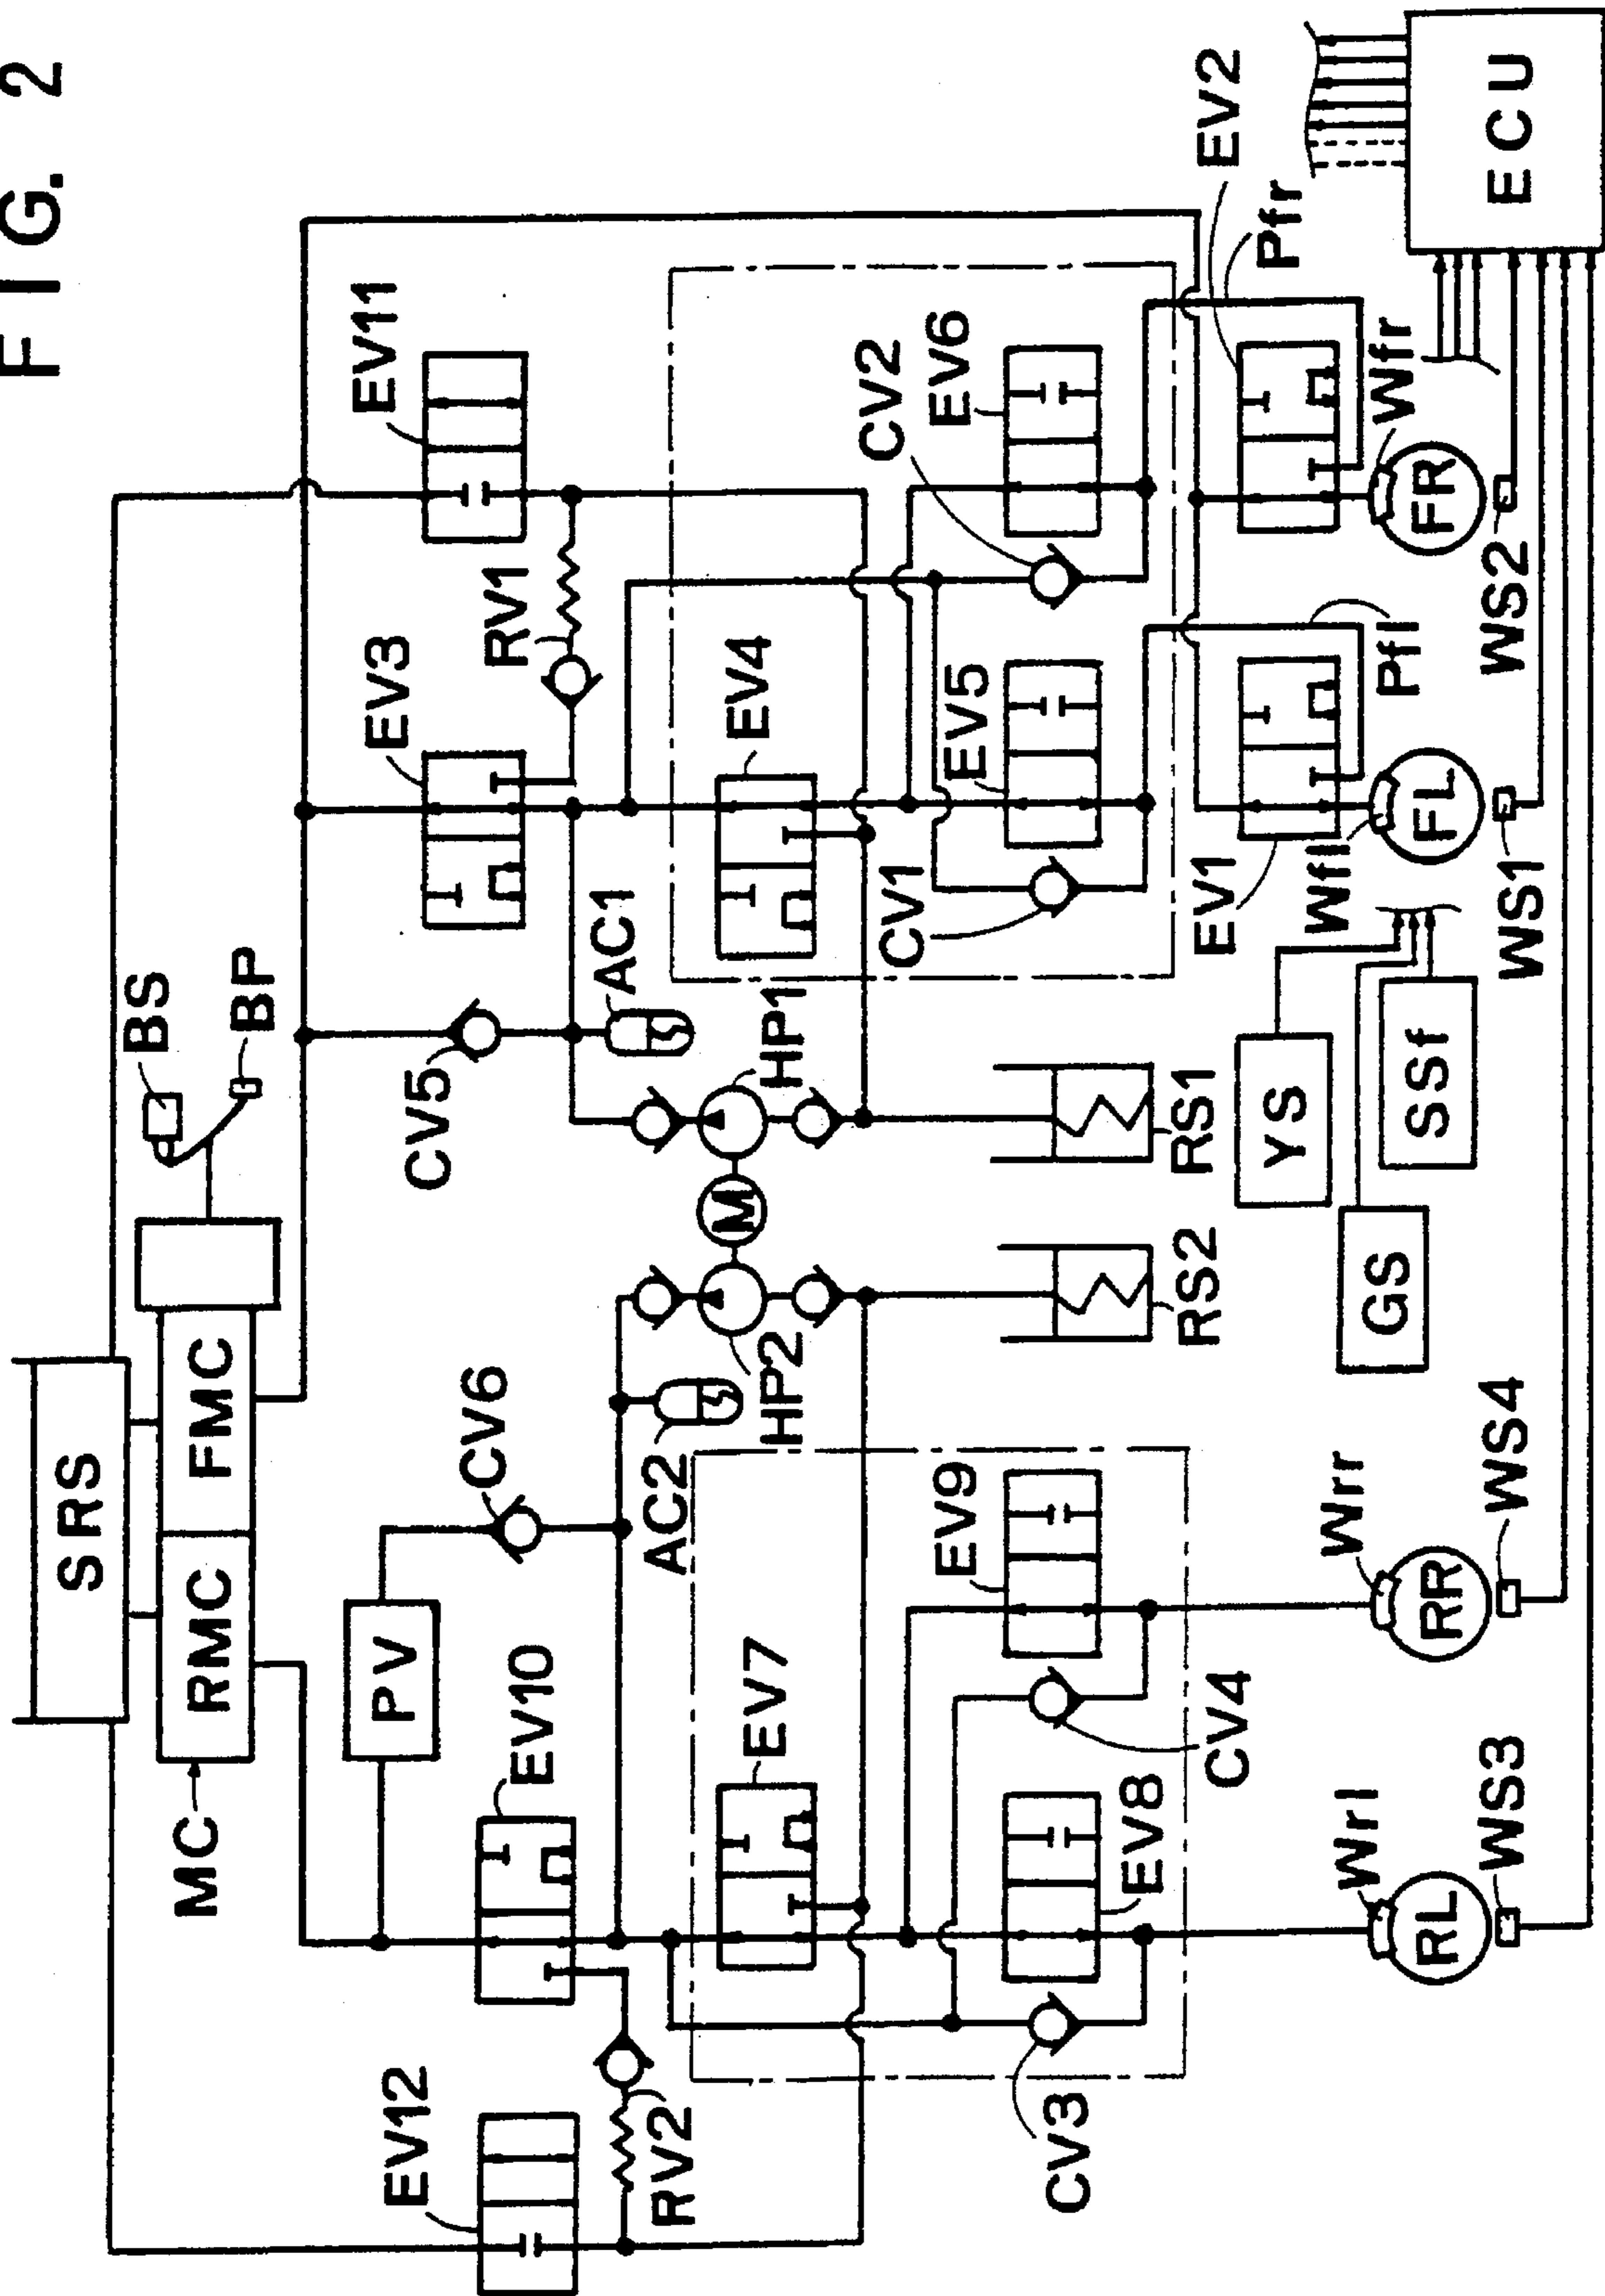 FIG. 2
SRS
MC
RMC
FMC
BS
BP
PV
CV6
CV5
EV12
EV10
EV3
EV11
RV2
AC2
AC1
RV1
HP2
M
HP1
EV7
EV4
CV2
EV6
EV9
CV1
EV5
CV3
EV8
CV4
RS2
RS1
EV1
EV2
YS
Pfr
GS
SSf
Wrl
Wrr
Wfl
Pfl
Wfr
RL
RR
FL
FR
WS3
WS4
WS1
WS2
ECU